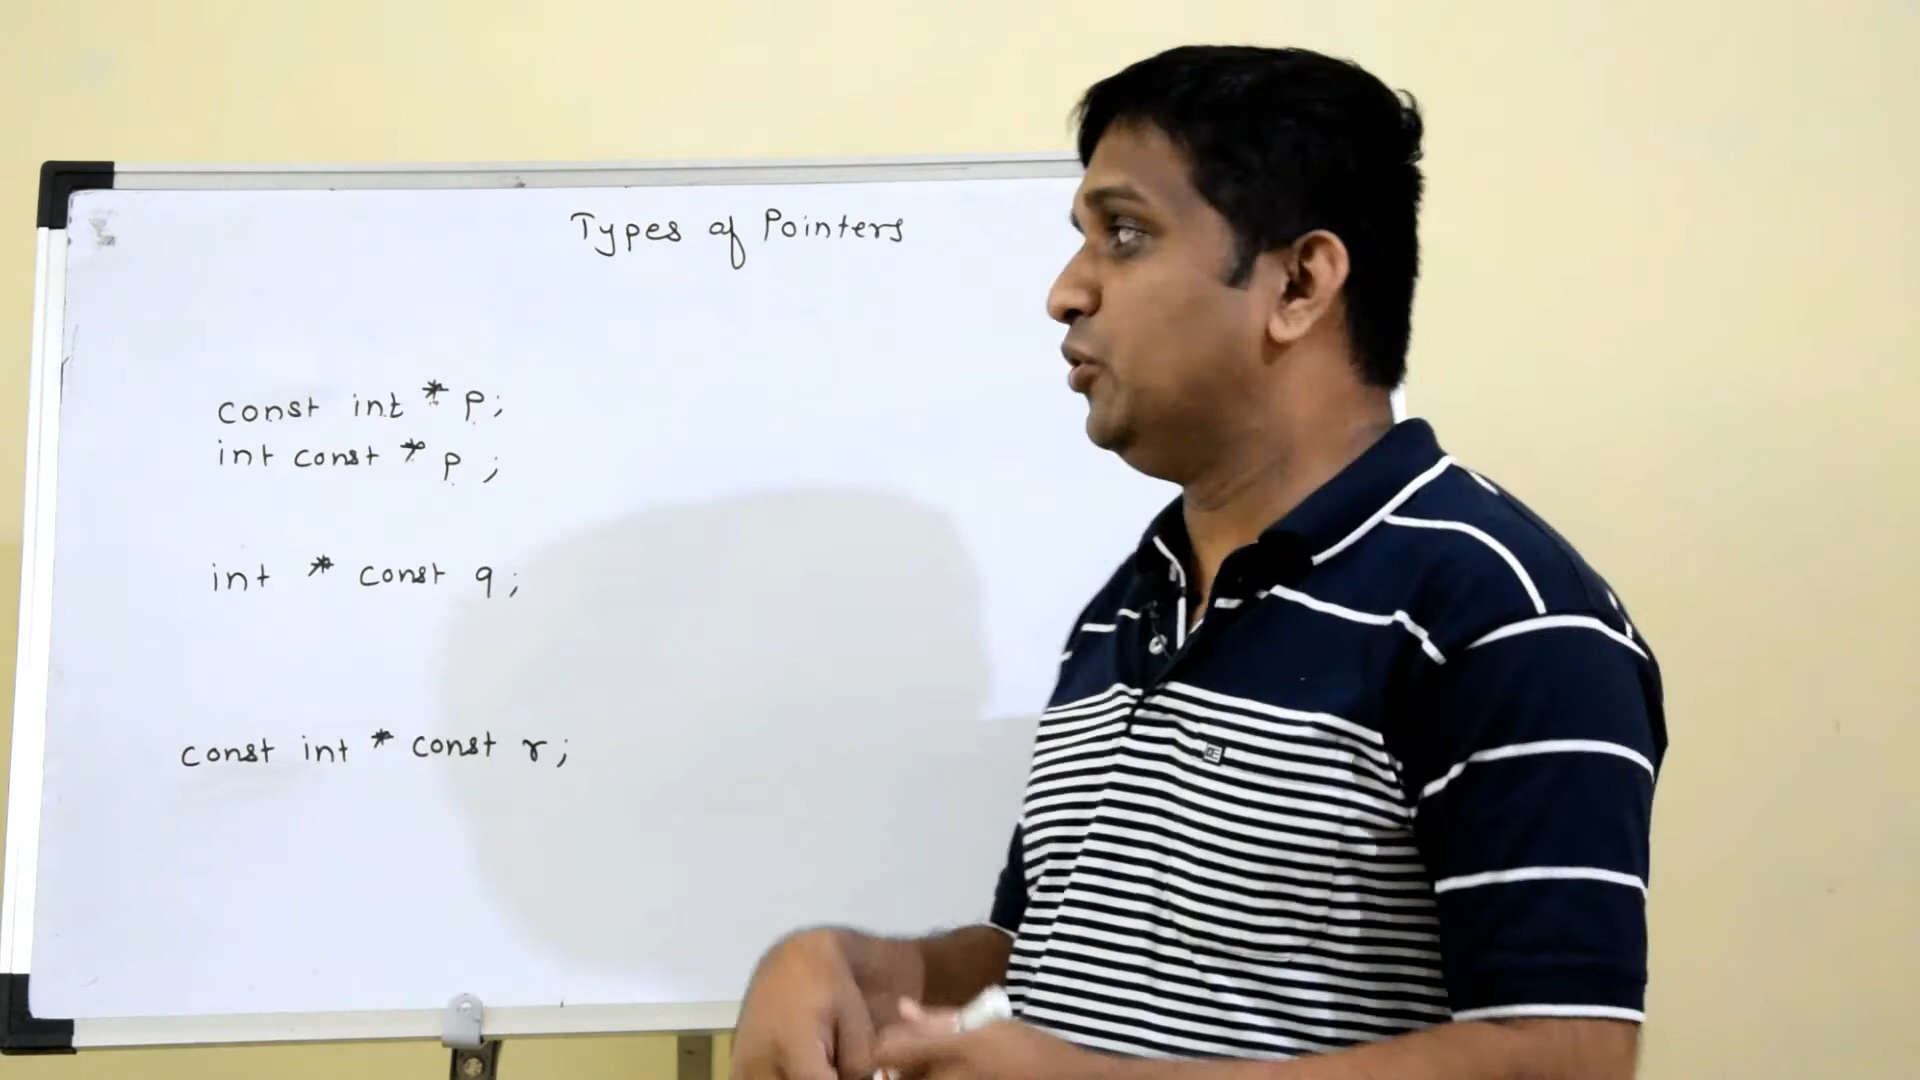 Types of Pointers
const int * p;
int const * p ;
int * const q ;
const int * const r ;